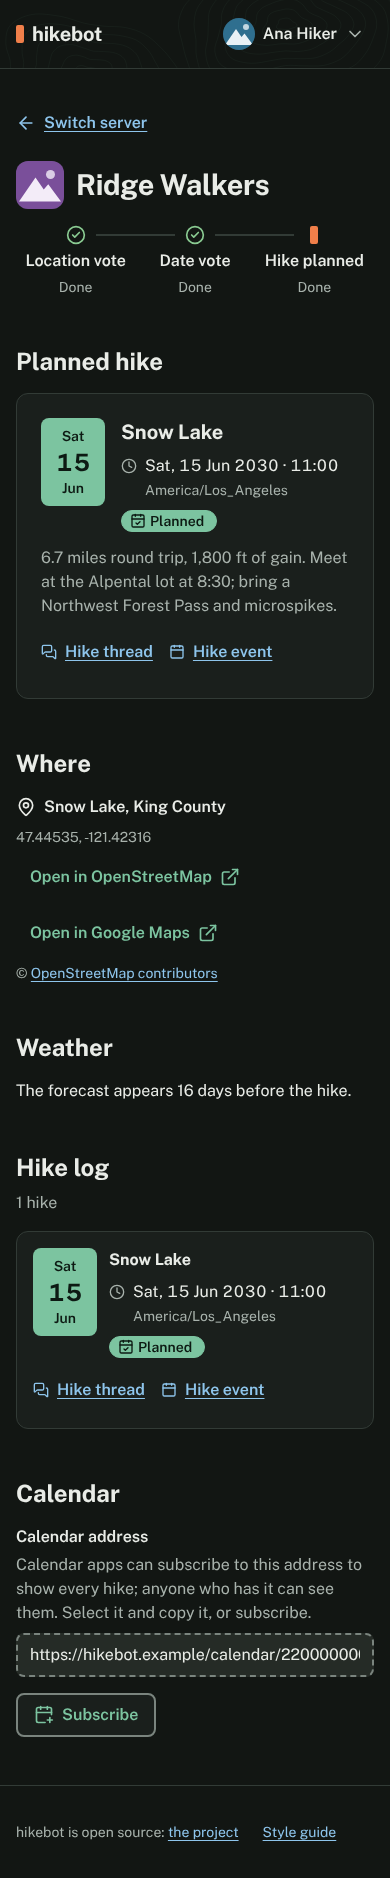 hikebot
Ana Hiker
Switch server
Ridge Walkers
Location vote
Date vote
Hike planned
Done
Done
Done
Planned hike
Sat
15
Jun
Snow Lake
Sat, 15 Jun 2030 · 11:00
America/Los_Angeles
Planned
6.7 miles round trip, 1,800 ft of gain. Meet
at the Alpental lot at 8:30; bring a
Northwest Forest Pass and microspikes.
Hike thread
Hike event
Where
Snow Lake, King County
47.44535, -121.42316
Open in OpenStreetMap
Open in Google Maps
© OpenStreetMap contributors
Weather
The forecast appears 16 days before the hike.
Hike log
1 hike
Sat
15
Jun
Snow Lake
Sat, 15 Jun 2030 · 11:00
America/Los_Angeles
Planned
Hike thread
Hike event
Calendar
Calendar address
Calendar apps can subscribe to this address to
show every hike; anyone who has it can see
them. Select it and copy it, or subscribe.
https://hikebot.example/calendar/220000000
Subscribe
hikebot is open source: the project
Style guide